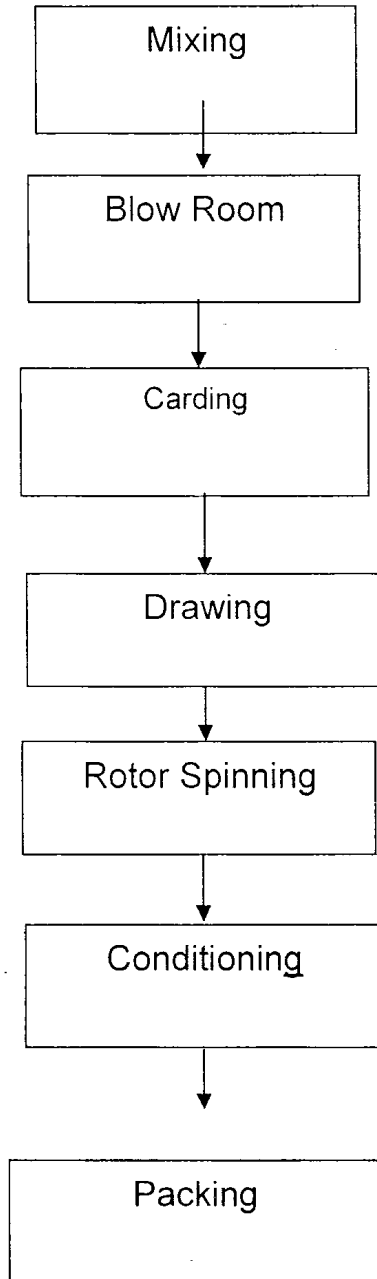 Mixing
Blow Room
Carding
Drawing
Rotor Spinning
Conditioning
Packing